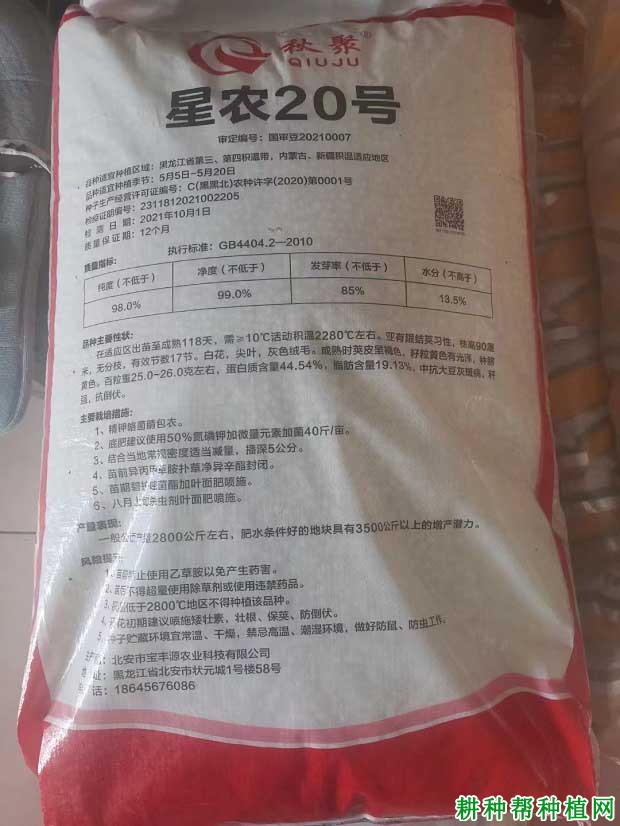 秋聚®
QIUJU
星农20号
审定编号：国审豆20210007
品种适宜种植区域：黑龙江省第三、第四积温带，内蒙古、新疆积温适应地区
品种适宜种植季节：5月5日-5月20日
种子生产经营许可证编号：C(黑黑北)农种许字(2020)第0001号
检疫证明编号：2311812021002205
检测日期：2021年10月1日
质量保证期：12个月
执行标准：GB4404.2—2010
质量指标：
纯度（不低于） 净度（不低于） 发芽率（不低于） 水分（不高于）
98.0% 99.0% 85% 13.5%
品种主要性状：
在适应区出苗至成熟118天，需≥10℃活动积温2280℃左右。亚有限结荚习性，株高90厘
米，无分枝，有效节数17节。白花，尖叶，灰色绒毛。成熟时荚皮呈褐色，籽粒黄色有光泽，种脐
黄色。百粒重25.0-26.0克左右，蛋白质含量44.54%，脂肪含量19.13%，中抗大豆灰斑病，秆
强，抗倒伏。
主要栽培措施：
1、精钾咯菌腈包衣。
2、底肥建议使用50%氮磷钾加微量元素加菌40斤/亩。
3、结合当地常规密度适当减量，播深5公分。
4、苗前异丙甲草胺扑草净异辛酯封闭。
5、苗期
菌酯加叶面肥喷施。
6、八月上
杀虫剂叶面肥喷施。
产量表现：
一般公顷产量2800公斤左右，肥水条件好的地块具有3500公斤以上的增产潜力。
风险提示：
1、苗前禁止使用乙草胺以免产生药害。
2、苗后不得超量使用除草剂或使用违禁药品。
3、积温低于2800℃地区不得种植该品种。
4、开花初期建议喷施矮壮素，壮根、保荚、防倒伏。
5、种子贮藏环境宜常温、干燥，禁忌高温、潮湿环境，做好防鼠、防虫工作。
北安市宝丰源农业科技有限公司
地址：黑龙江省北安市状元城1号楼58号
电话：18645676086
耕种帮种植网